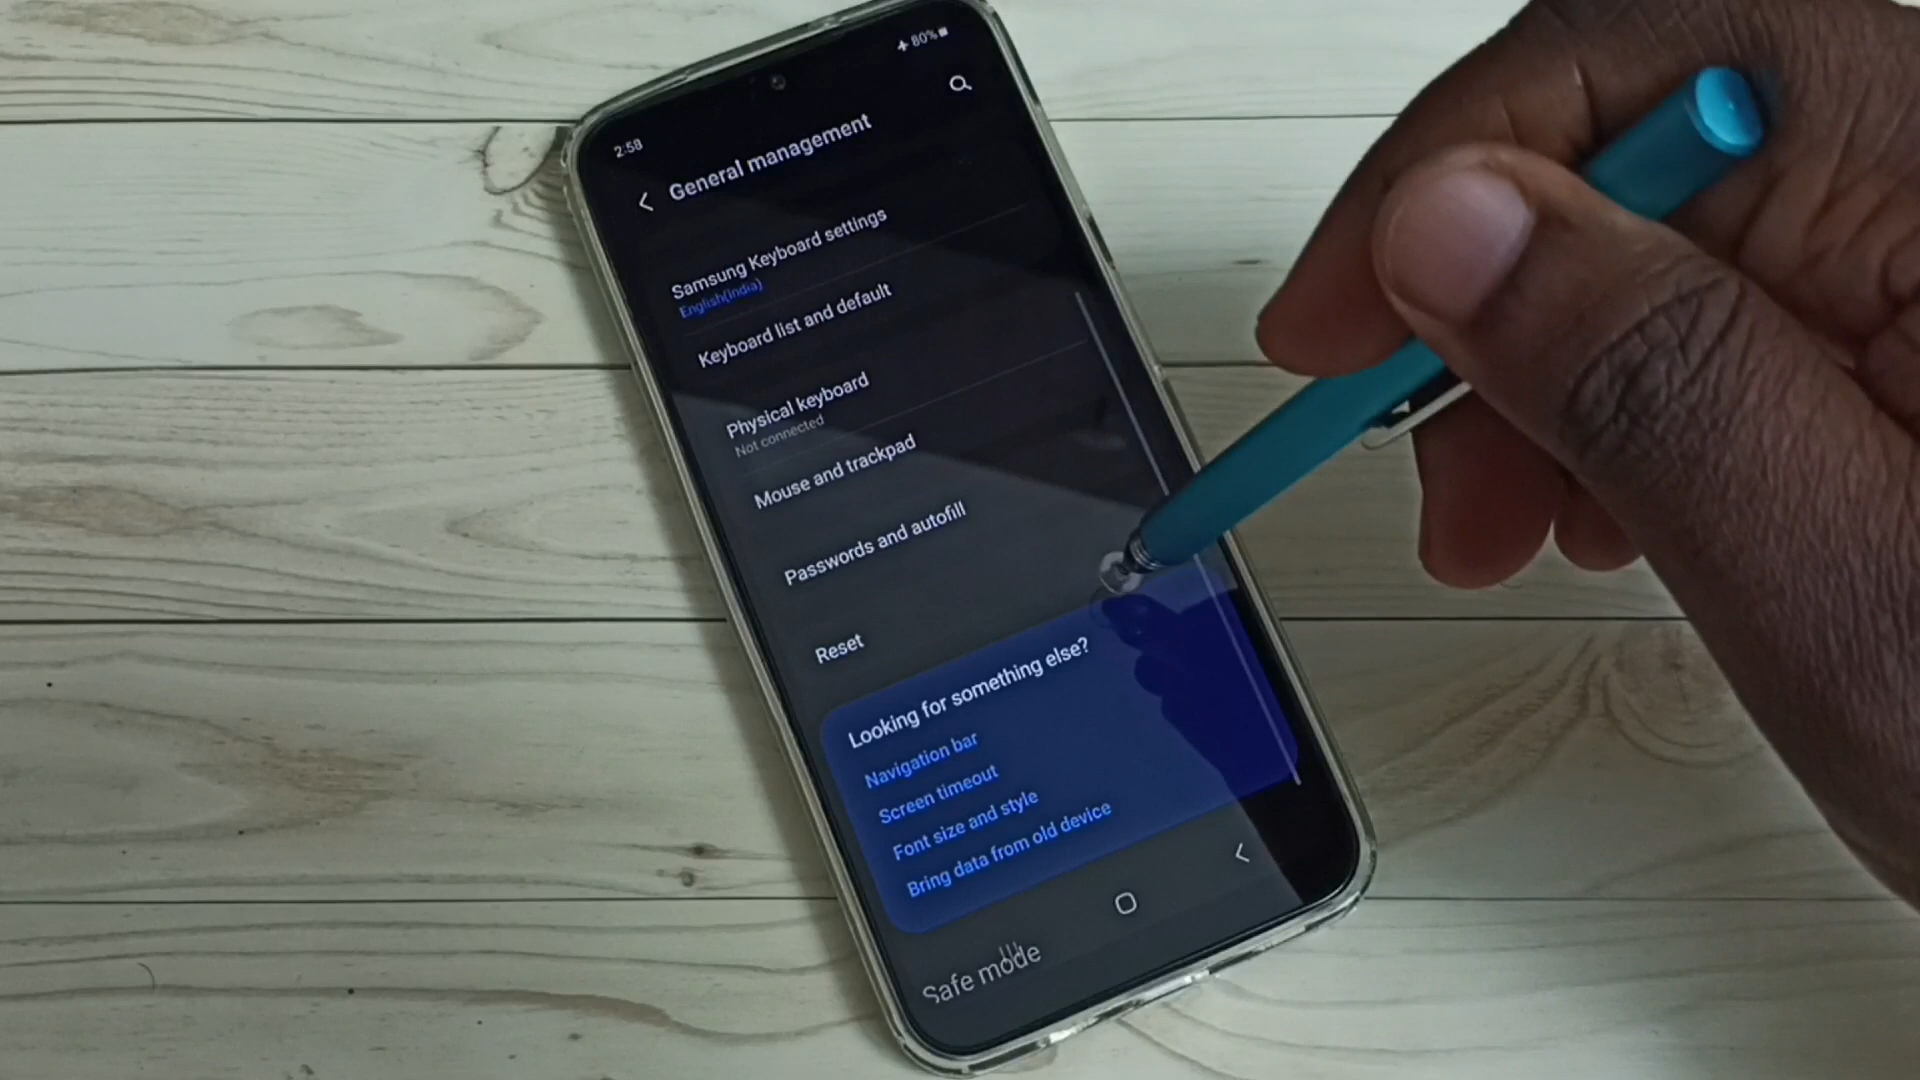 2:58
80%
General management
Samsung Keyboard settings
English(India)
Keyboard list and default
Physical keyboard
Not connected
Mouse and trackpad
Passwords and autofill
Reset
Looking for something else?
Navigation bar
Screen timeout
Font size and style
Bring data from old device
Safe mode